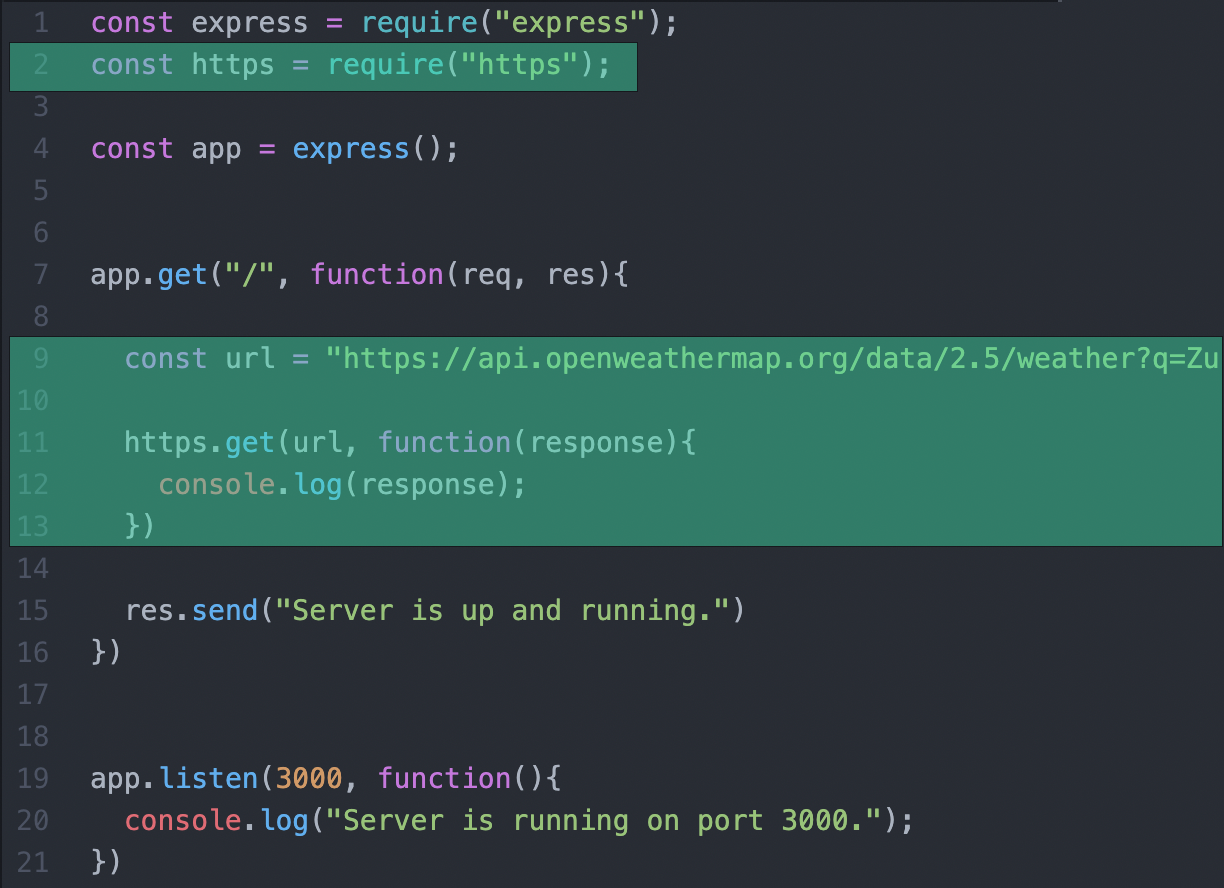 1 const express = require("express");
2 const https = require("https");
3
4 const app = express();
5
6
7 app.get("/", function(req, res){
8
9 const url = "https://api.openweathermap.org/data/2.5/weather?q=Zu
10
11 https.get(url, function(response){
12 console.log(response);
13 })
14
15 res.send("Server is up and running.")
16 })
17
18
19 app.listen(3000, function(){
20 console.log("Server is running on port 3000.");
21 })